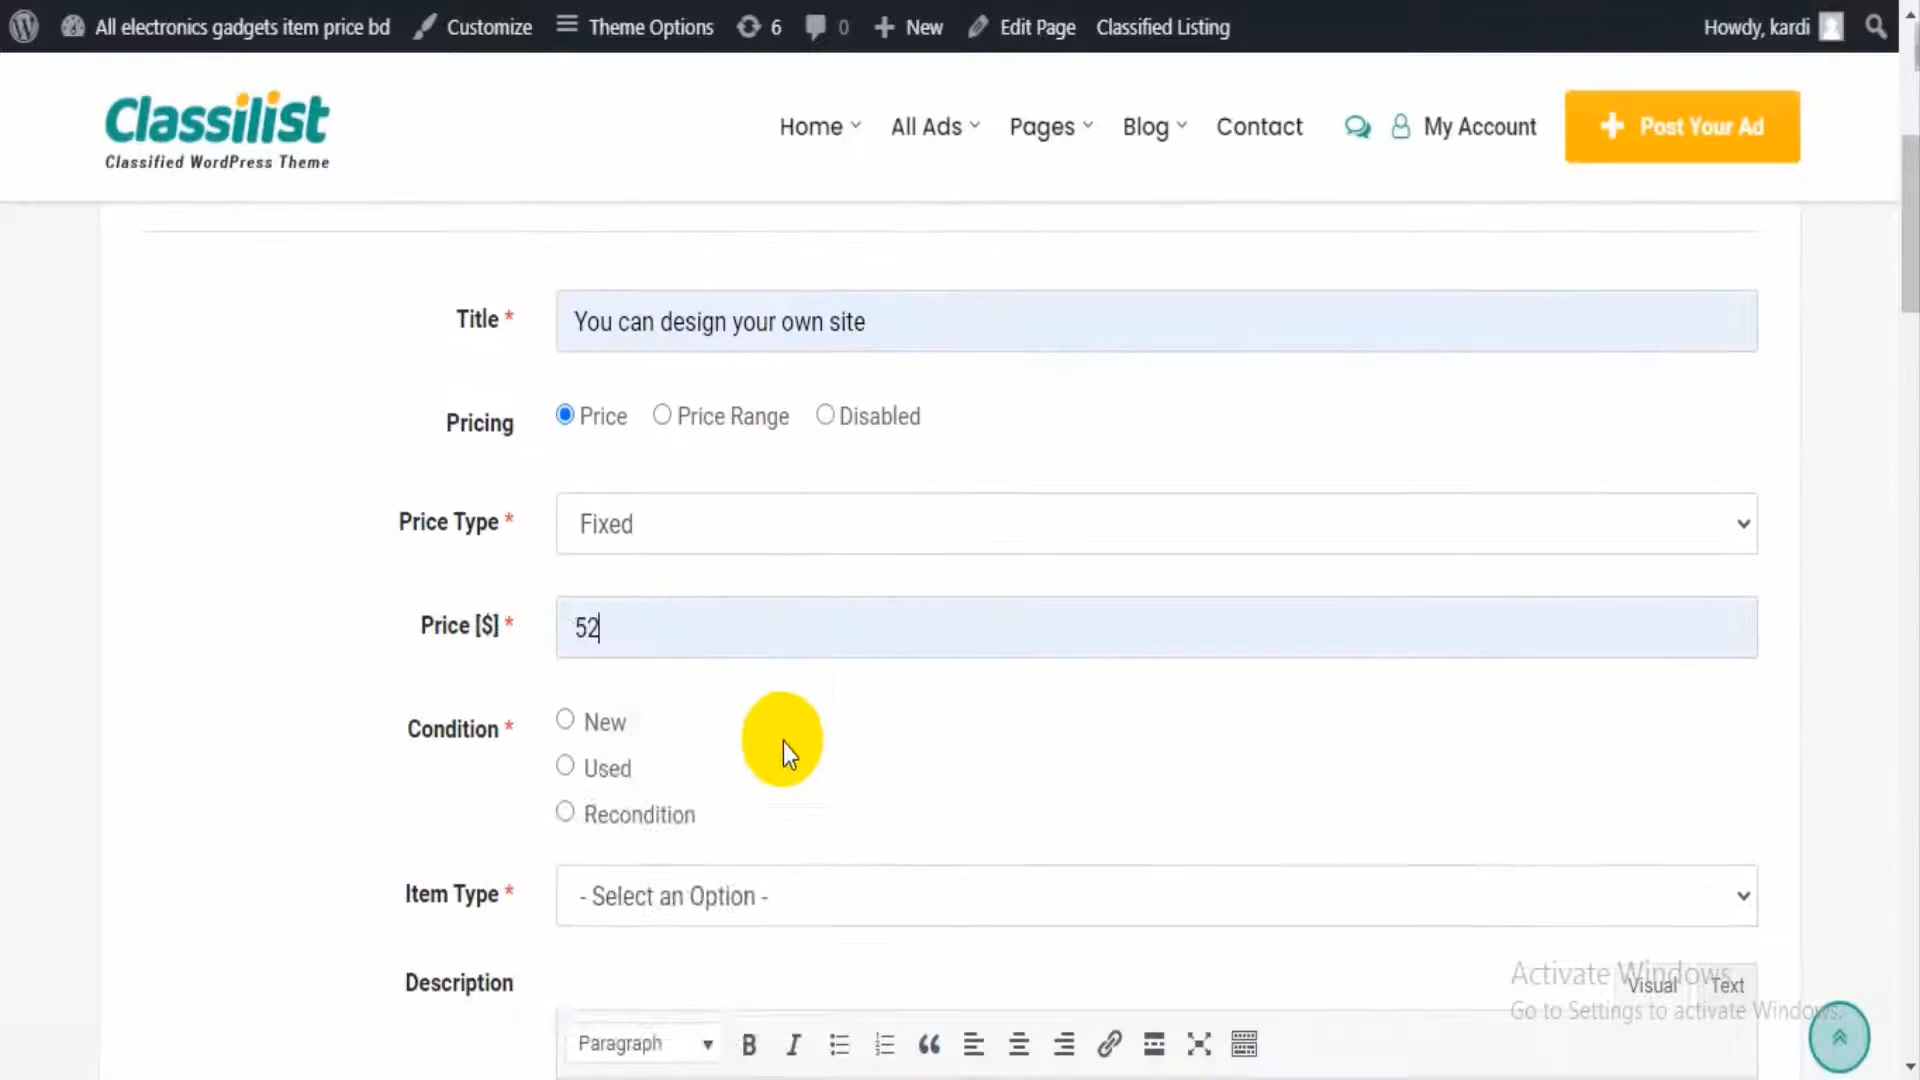 All electronics gadgets item price bd Customize Theme Options 6 0 New Edit Page Classified Listing Howdy, kardi
Classilist
Classified WordPress Theme
Home All Ads Pages Blog Contact My Account Post Your Ad
Title * You can design your own site
Pricing Price Price Range Disabled
Price Type * Fixed
Price [$] * 52
Condition * New
Used
Recondition
Item Type * - Select an Option -
Description
Visual Text
Activate Windows
Go to Settings to activate Windows.
Paragraph